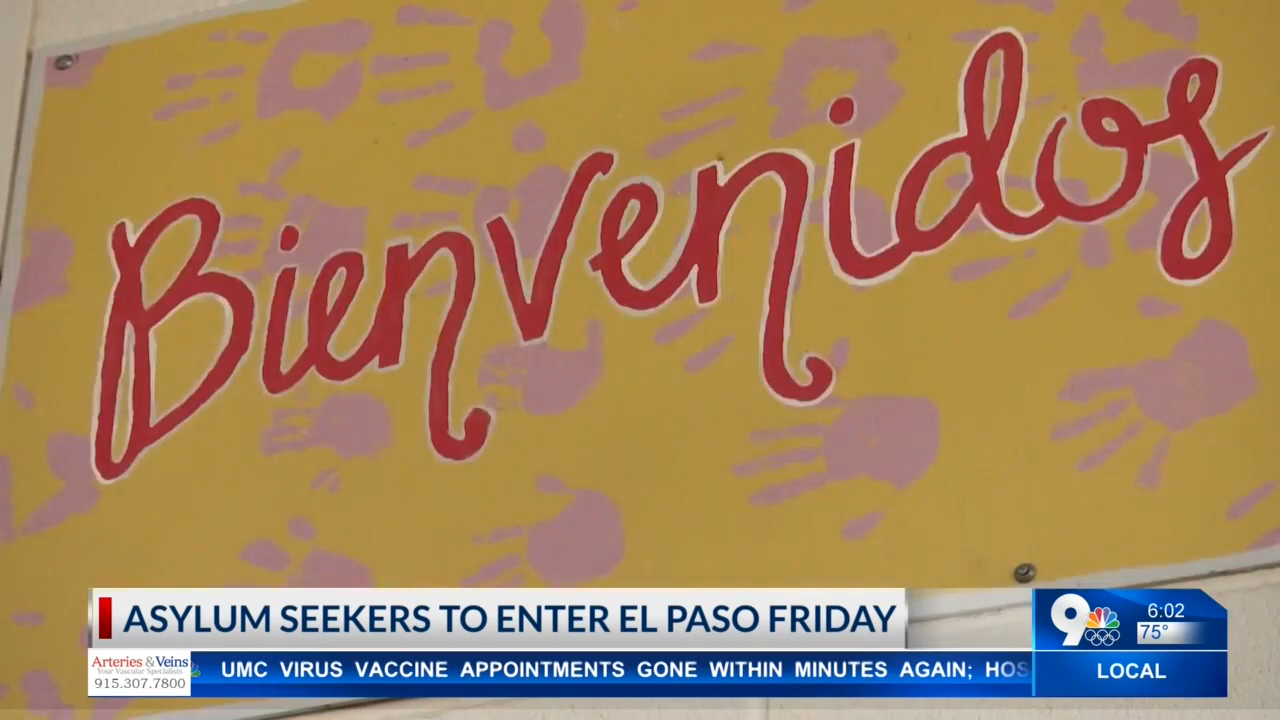 Bienvenidos
ASYLUM SEEKERS TO ENTER EL PASO FRIDAY
Arteries & Veins
Your Vascular Specialists
915.307.7800
UMC VIRUS VACCINE APPOINTMENTS GONE WITHIN MINUTES AGAIN; HOS
9
6:02
75°
LOCAL